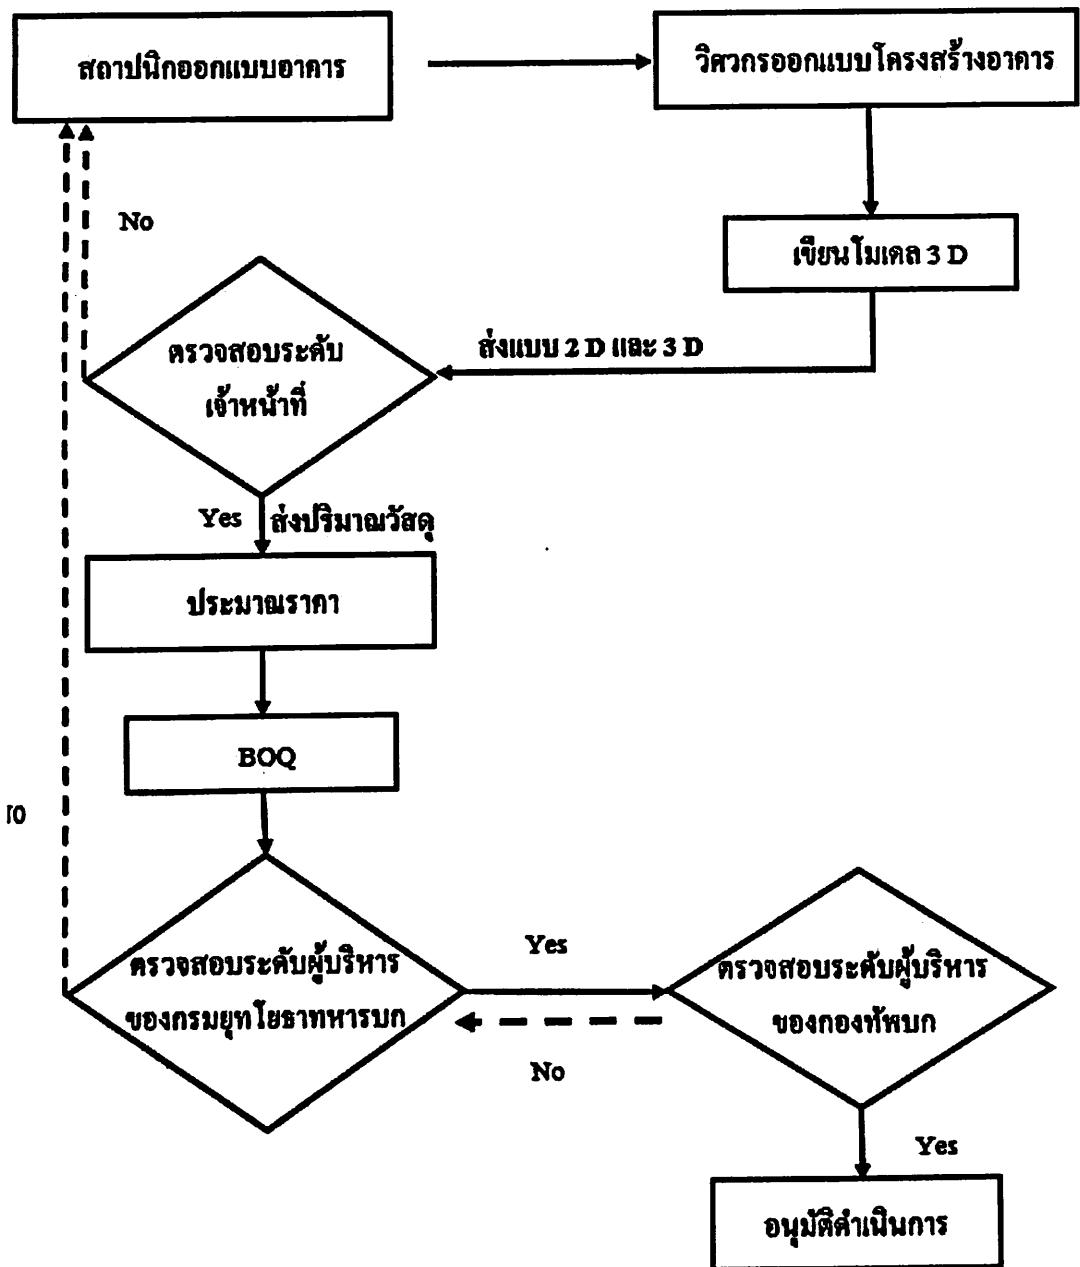 สถาปนิกออกแบบอาคาร
วิศวกรออกแบบโครงสร้างอาคาร
No
เขียนโมเดล 3 D
ส่งแบบ 2 D และ 3 D
ตรวจสอบระดับ
เจ้าหน้าที่
Yes ส่งปริมาณวัสดุ
ประมาณราคา
BOQ
ตรวจสอบระดับผู้บริหาร
ของกรมยุทโยธาทหารบก
Yes
No
ตรวจสอบระดับผู้บริหาร
ของกองทัพบก
Yes
อนุมัติดำเนินการ